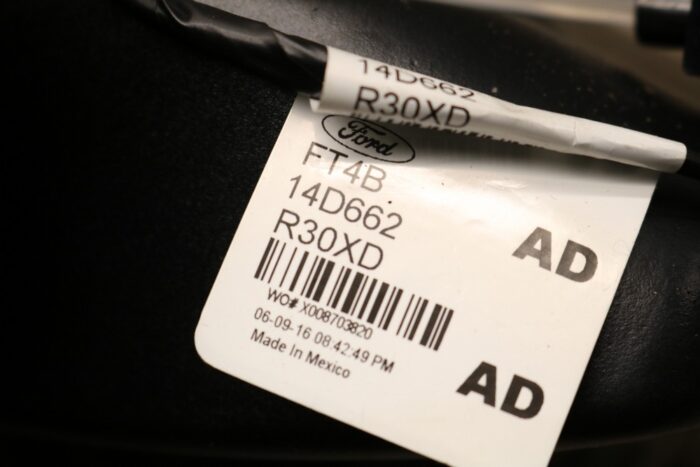 14D662
R30XD
Ford
FT4B
14D662
R30XD
AD
WO# X008703820
06-09-16 08:42:49 PM
Made In Mexico
AD